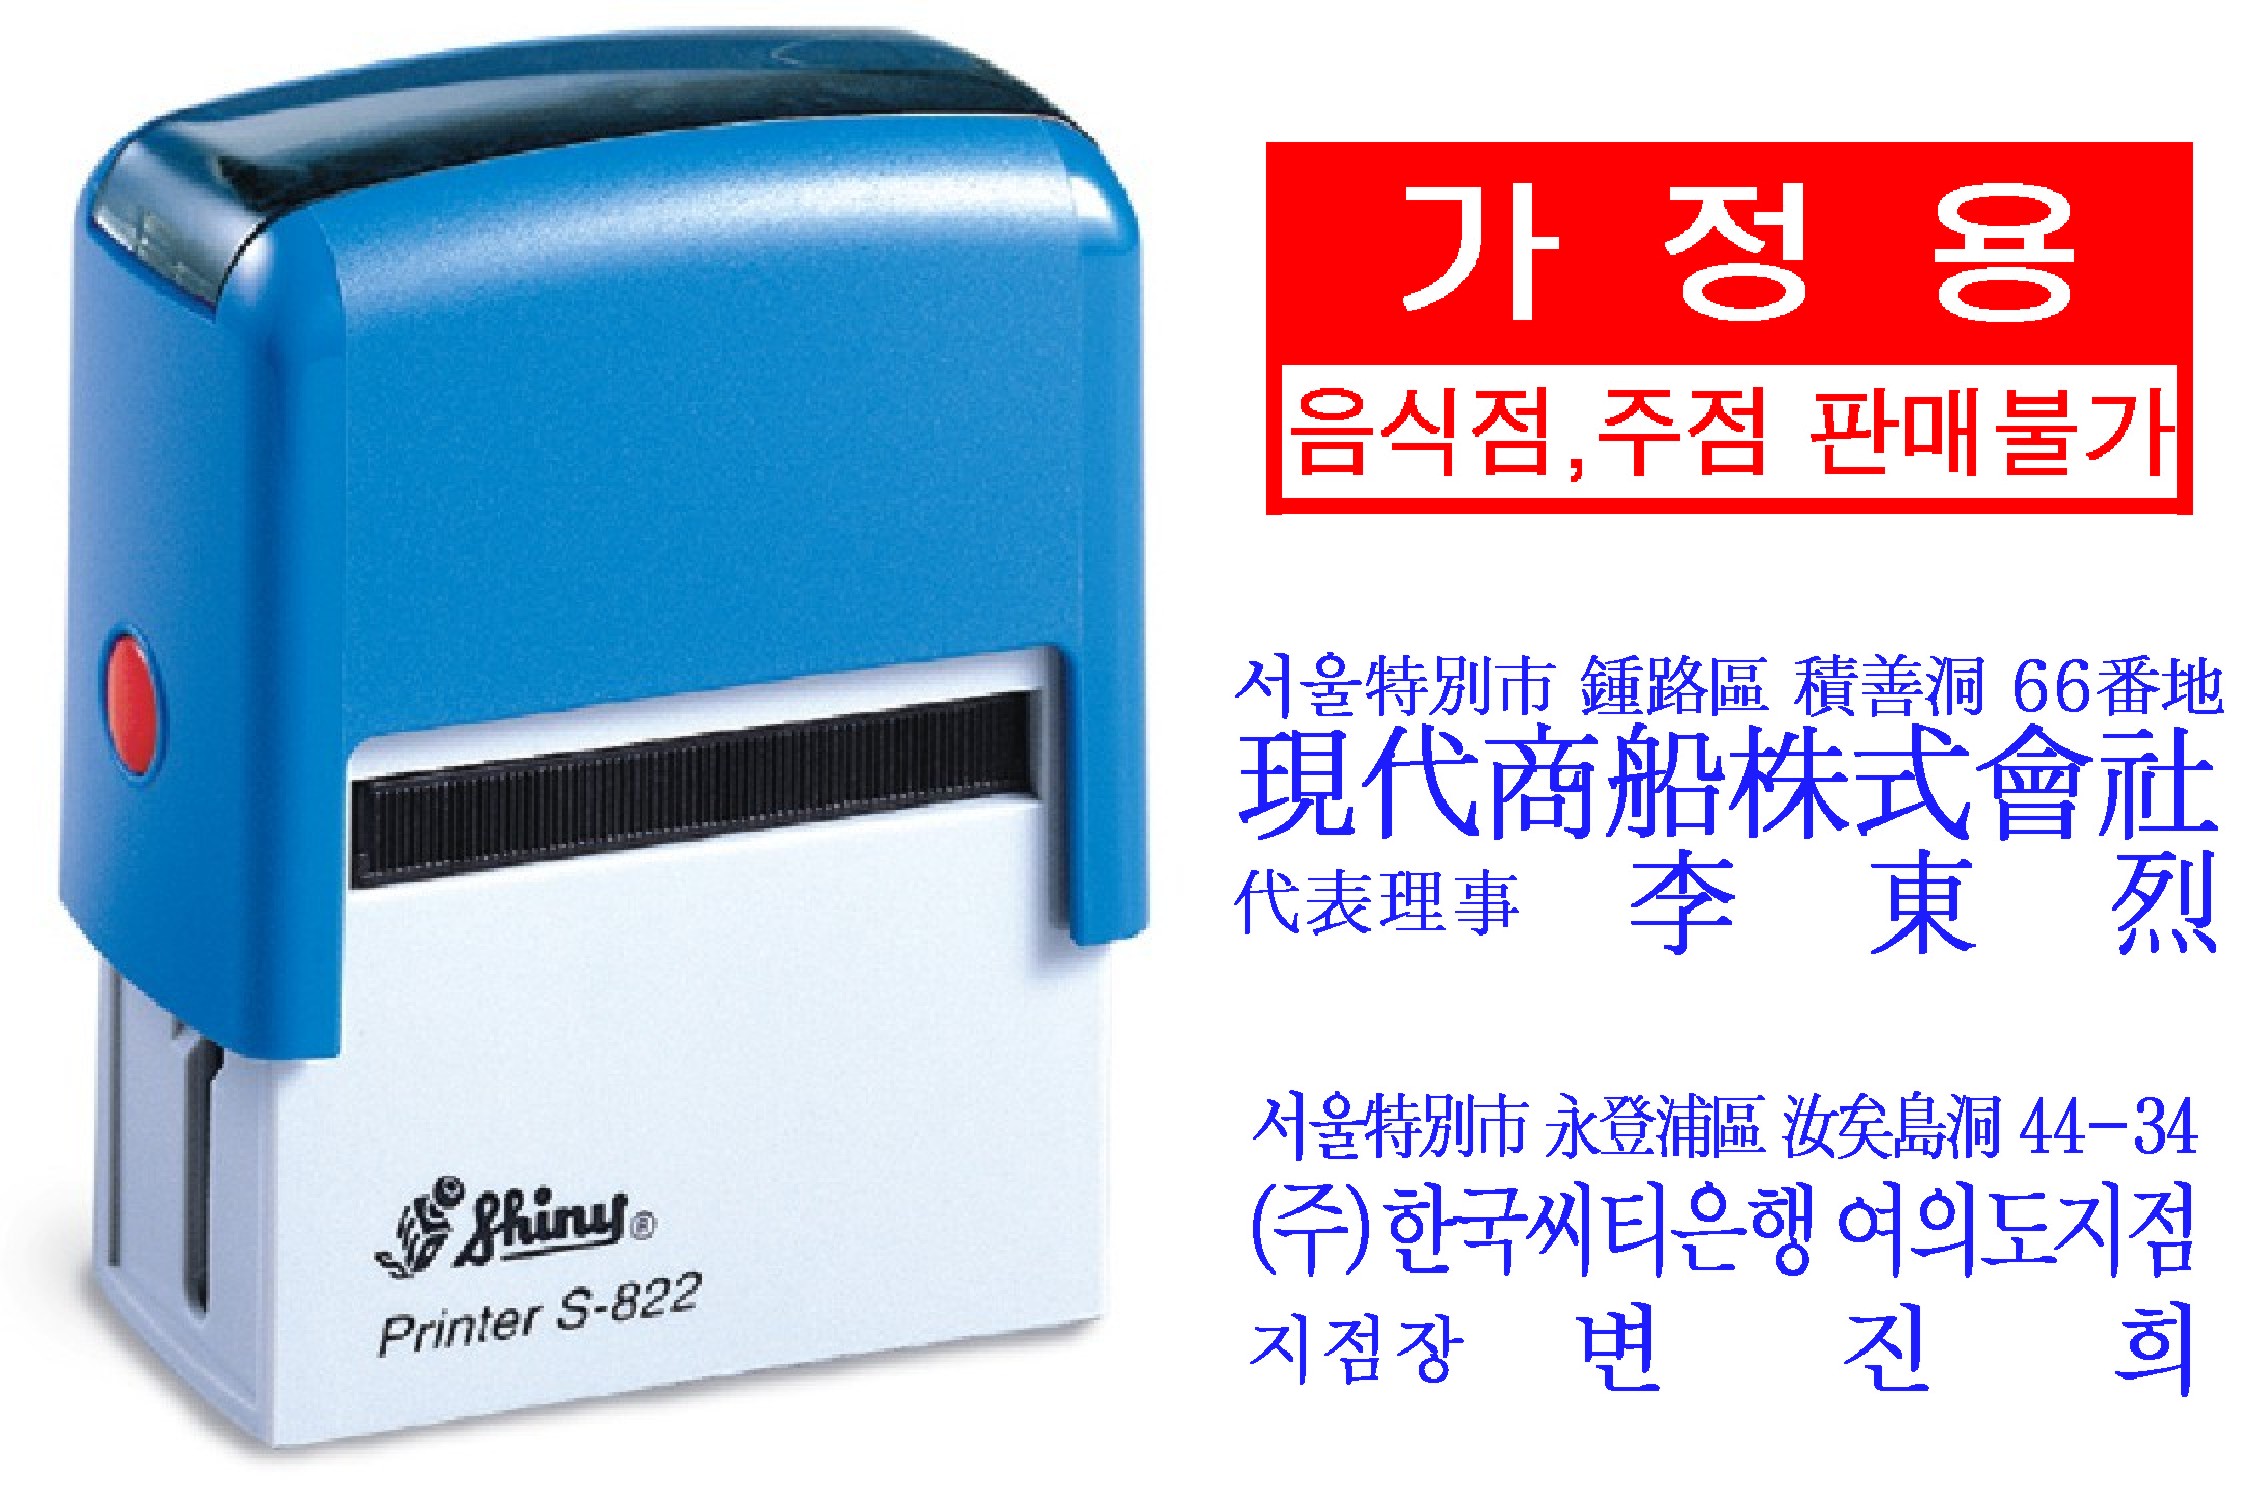 Shiny®
Printer S-822
가정용
음식점,주점 판매불가
서울特別市 鍾路區 積善洞 66番地
現代商船株式會社
代表理事 李東烈
서울特別市 永登浦區 汝矣島洞 44-34
(주)한국씨티은행 여의도지점
지점장 변진희